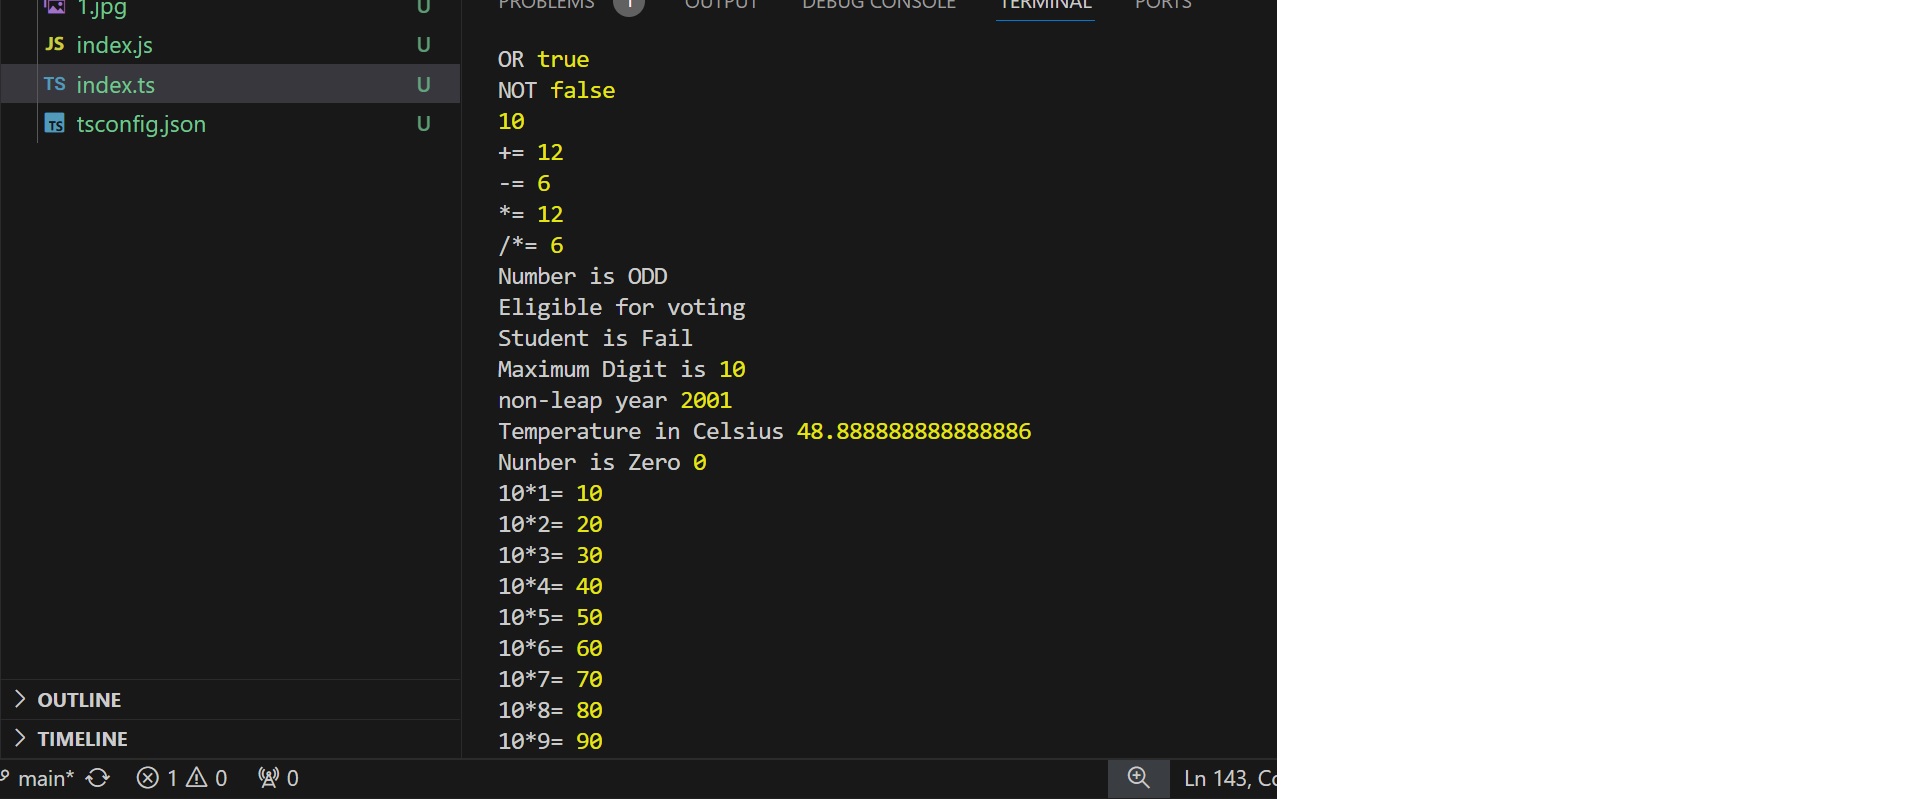 1.jpg U
JS index.js U
TS index.ts U
TS tsconfig.json U
OUTLINE
TIMELINE
PROBLEMS 1 OUTPUT DEBUG CONSOLE TERMINAL PORTS
OR true
NOT false
10
+= 12
-= 6
*= 12
/*= 6
Number is ODD
Eligible for voting
Student is Fail
Maximum Digit is 10
non-leap year 2001
Temperature in Celsius 48.888888888888886
Nunber is Zero 0
10*1= 10
10*2= 20
10*3= 30
10*4= 40
10*5= 50
10*6= 60
10*7= 70
10*8= 80
10*9= 90
main* 1 0 0 Ln 143, Co